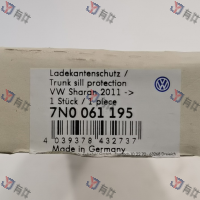 Ladekantenschutz /
Trunk sill protection
VW Sharan 2011 ->
1 Stück / 1 piece
7N0 061 195
4 039378 432737
Made in Germany